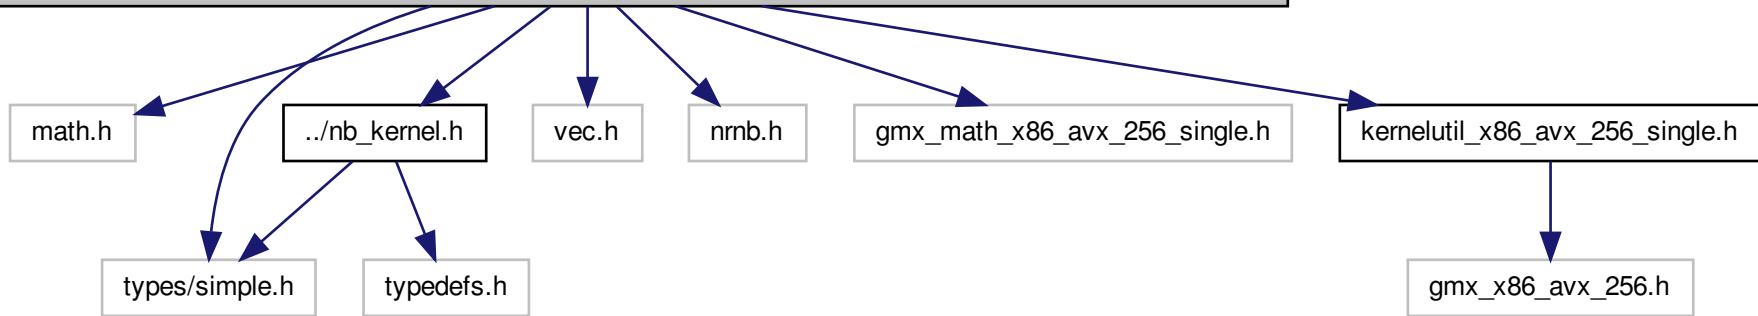 math.h
../nb_kernel.h
vec.h
nrnb.h
gmx_math_x86_avx_256_single.h
kernelutil_x86_avx_256_single.h
types/simple.h
typedefs.h
gmx_x86_avx_256.h